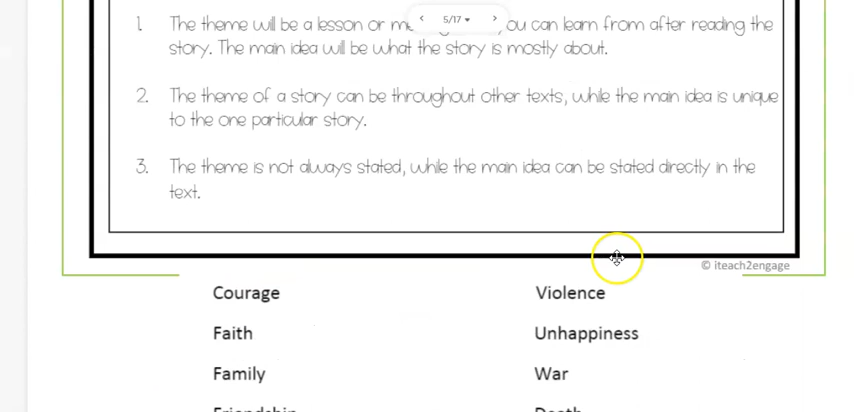 5/17
1. The theme will be a lesson or you can learn from after reading the
story. The main idea will be what the story is mostly about.
2. The theme of a story can be throughout other texts, while the main idea is unique
to the one particular story.
3. The theme is not always stated, while the main idea can be stated directly in the
text.
© iteach2engage
Courage Violence
Faith Unhappiness
Family War
Friendship Death